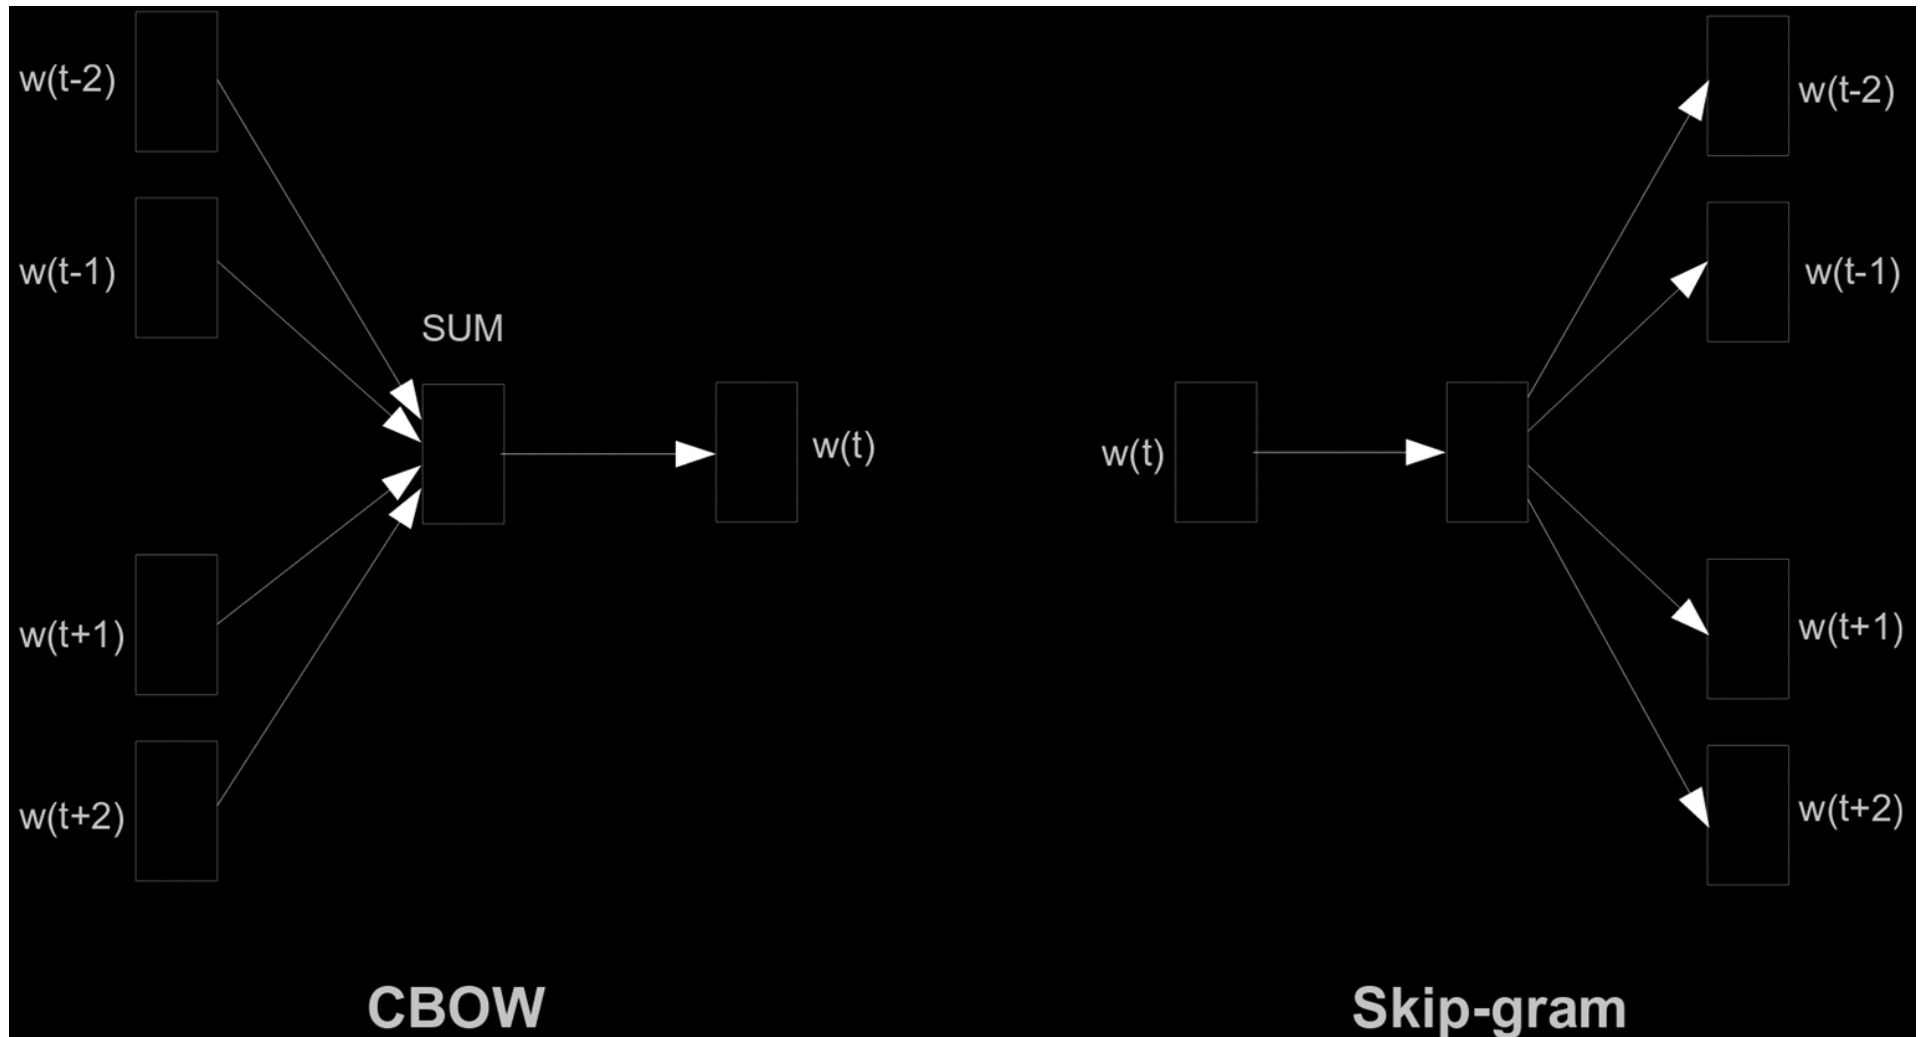 w(t-2)
w(t-1)
SUM
w(t)
w(t+1)
w(t+2)
CBOW
w(t-2)
w(t-1)
w(t)
w(t+1)
w(t+2)
Skip-gram